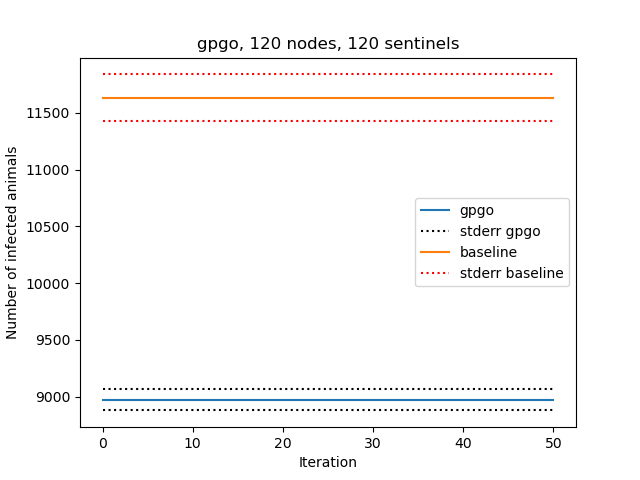 gpgo, 120 nodes, 120 sentinels
Number of infected animals
11500
11000
10500
10000
9500
9000
gpgo
stderr gpgo
baseline
stderr baseline
0
10
20
30
40
50
Iteration